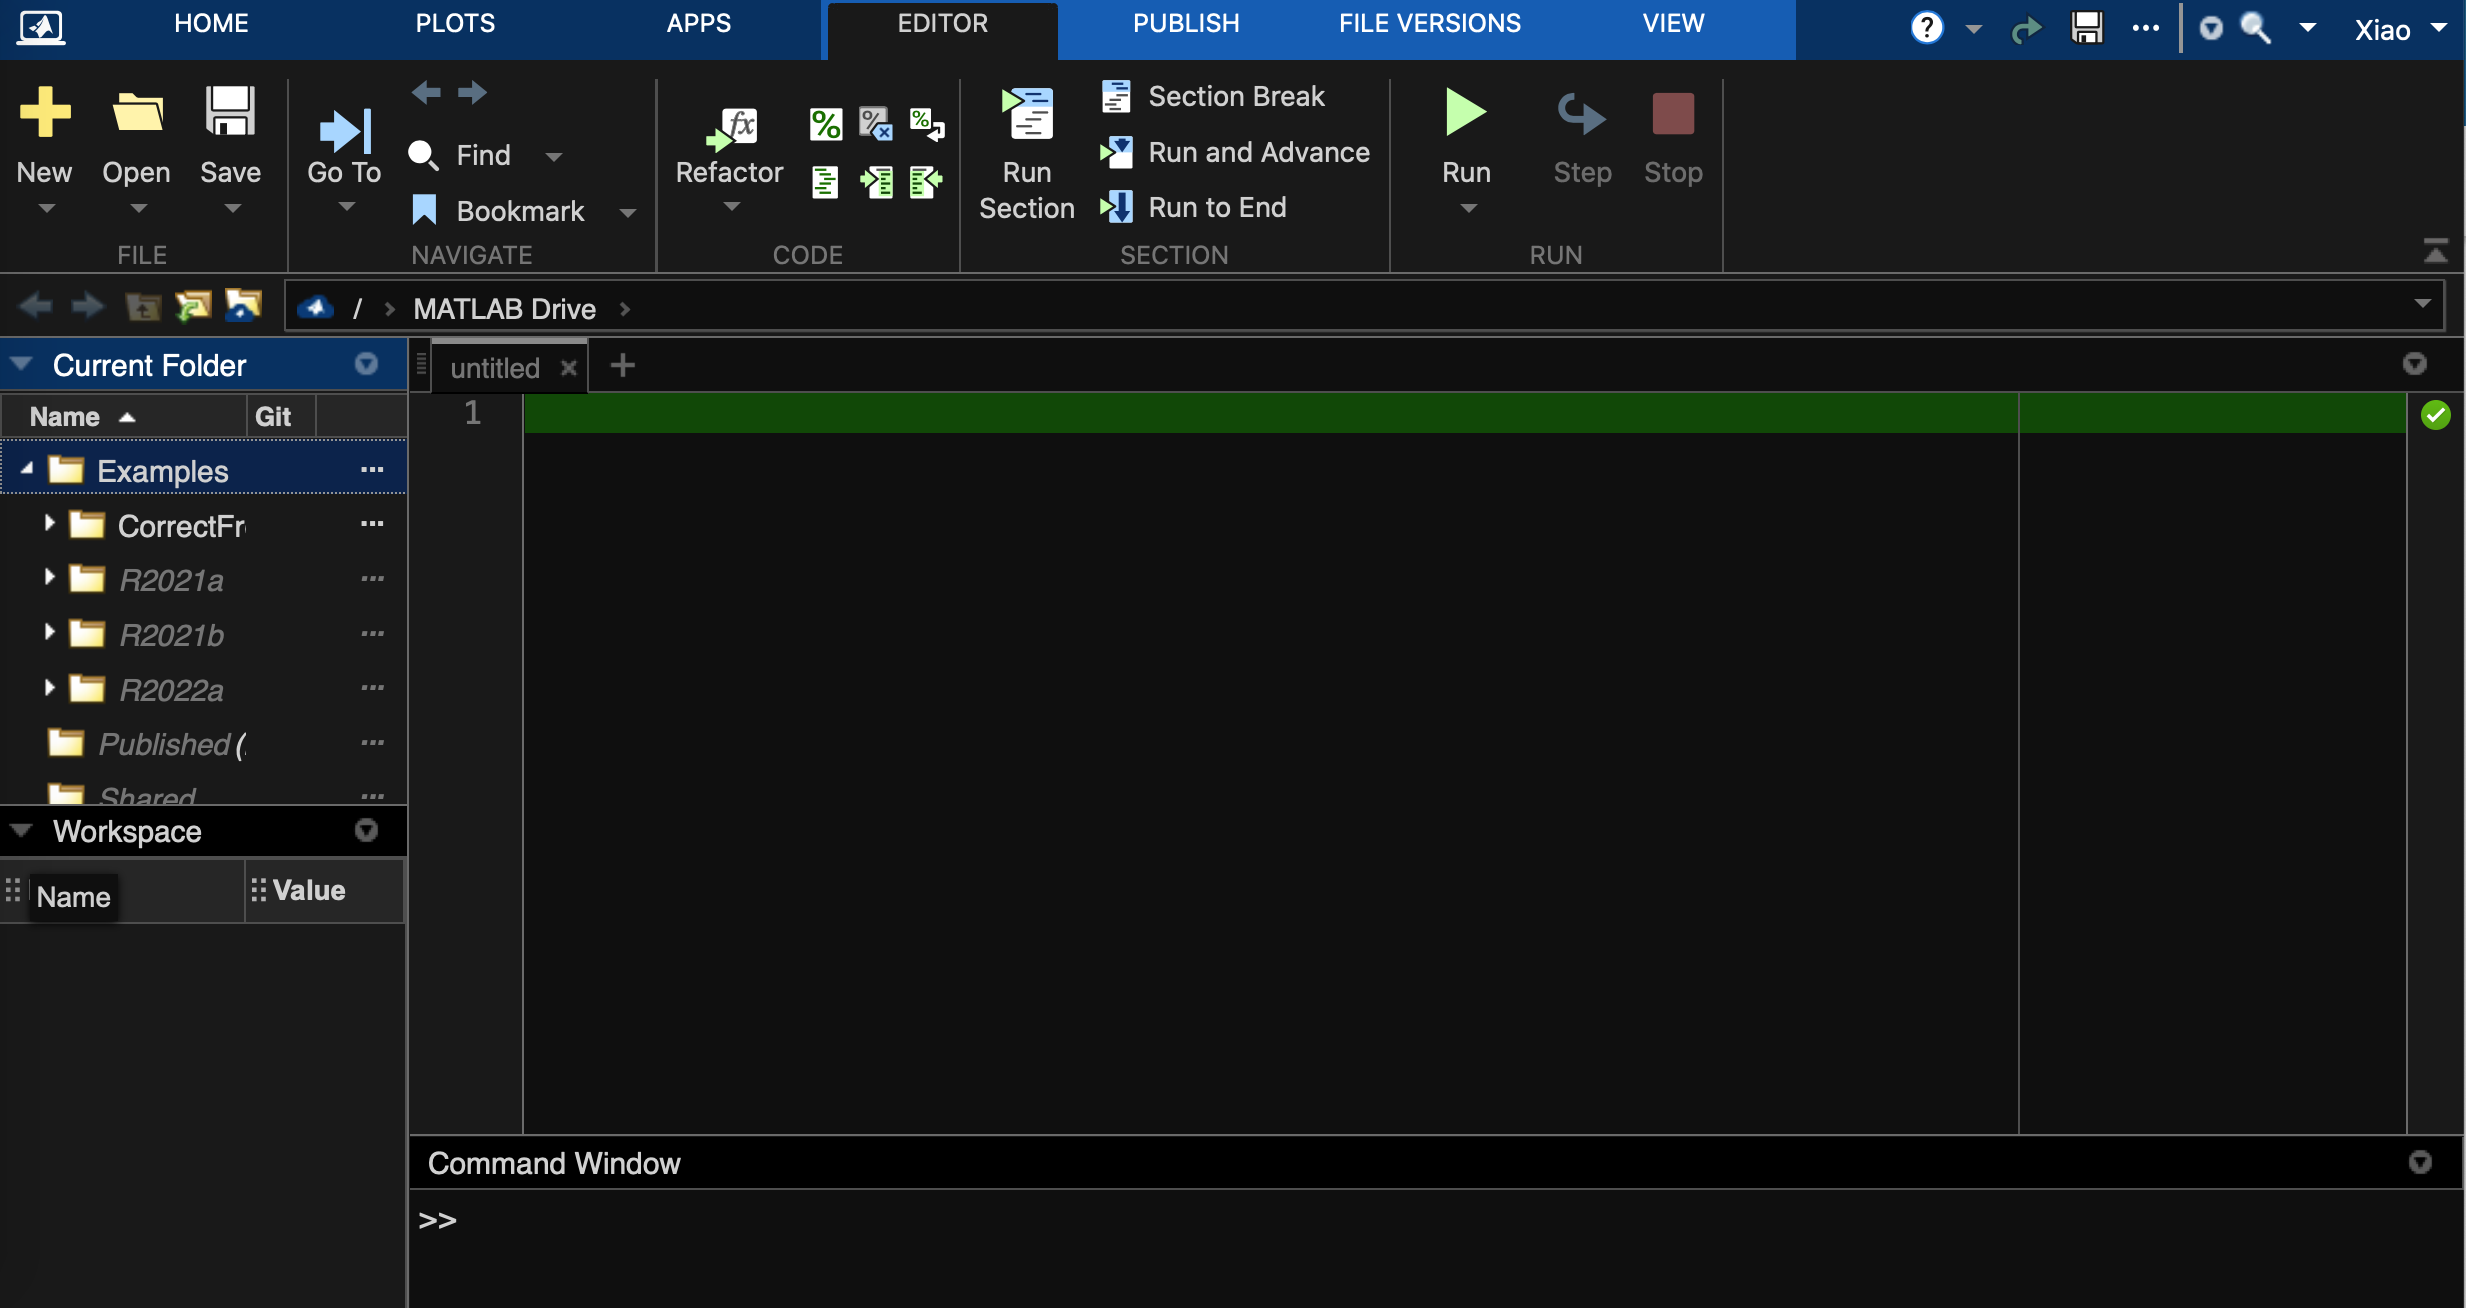 HOME PLOTS APPS EDITOR PUBLISH FILE VERSIONS VIEW Xiao
New Open Save Go To Find Bookmark Refactor Run Section Section Break Run and Advance Run to End Run Step Stop
FILE NAVIGATE CODE SECTION RUN
/ MATLAB Drive
Current Folder
untitled
Name Git
1
Examples
CorrectFr
R2021a
R2021b
R2022a
Published (
Shared
Workspace
Name Value
Command Window
>>